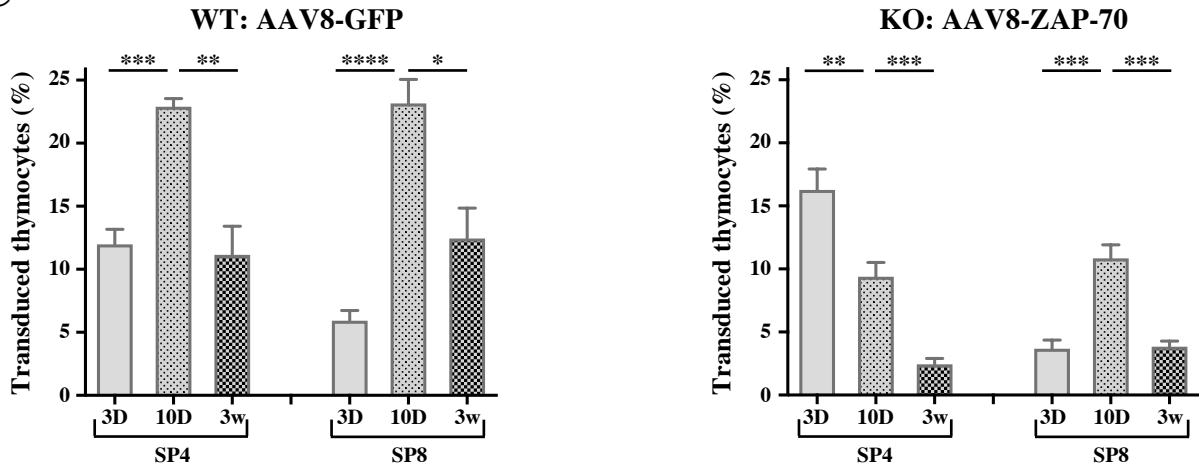 WT: AAV8-GFP
*** ** **** *
Transduced thymocytes (%)
25
20
15
10
5
0
3D 10D 3w 3D 10D 3w
SP4 SP8
KO: AAV8-ZAP-70
** *** *** ***
Transduced thymocytes (%)
25
20
15
10
5
0
3D 10D 3w 3D 10D 3w
SP4 SP8